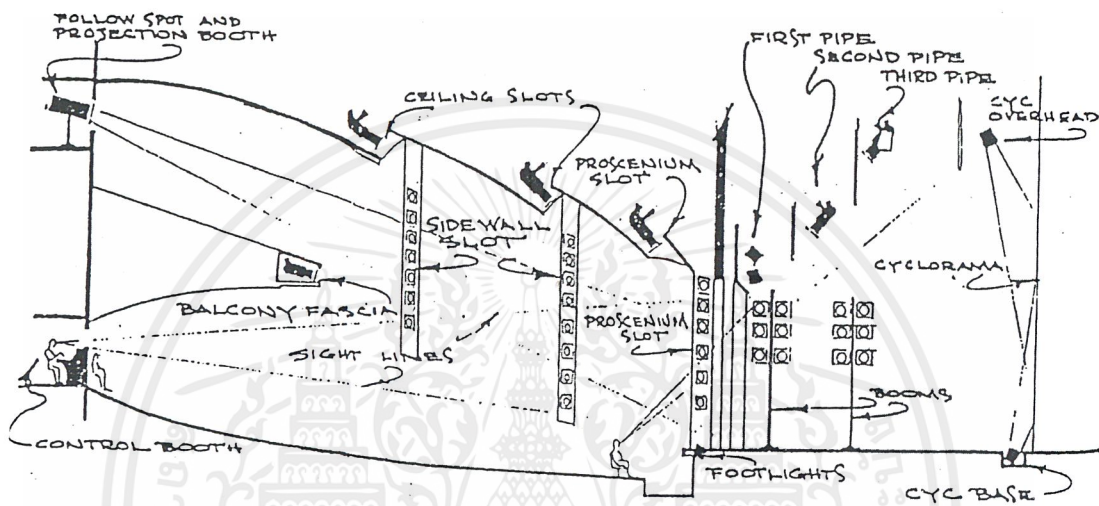 FOLLOW SPOT AND
PROJECTION BOOTH
CEILING SLOTS
PROSCENIUM
SLOT
FIRST PIPE
SECOND PIPE
THIRD PIPE
CYC
OVERHEAD
SIDEWALL
SLOT
BALCONY FASCIA
SIGHT LINES
PROSCENIUM
SLOT
CYCLORAMA
BOOMS
CONTROL BOOTH
FOOTLIGHTS
CYC BASE